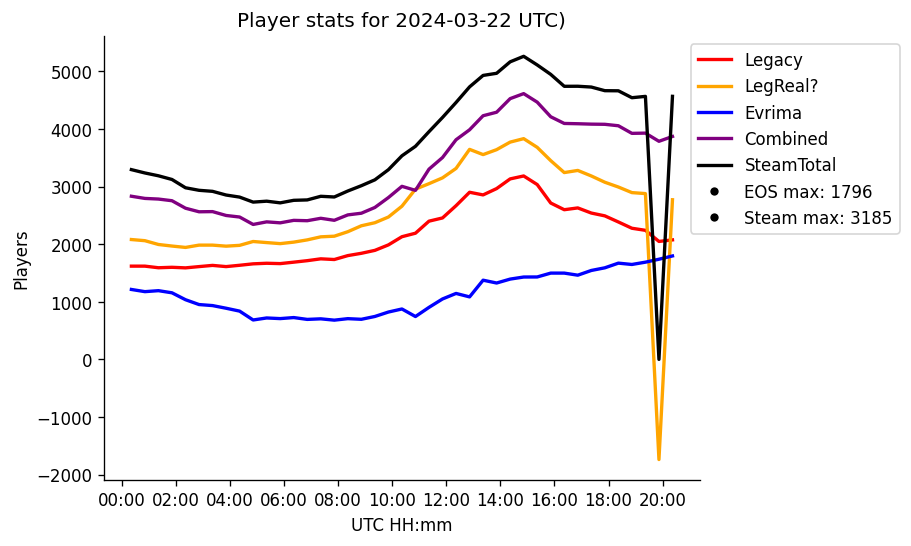 Player stats for 2024-03-22 UTC)
Legacy
LegReal?
Evrima
Combined
SteamTotal
EOS max: 1796
Steam max: 3185
Players
5000
4000
3000
2000
1000
0
−1000
−2000
00:00 02:00 04:00 06:00 08:00 10:00 12:00 14:00 16:00 18:00 20:00
UTC HH:mm